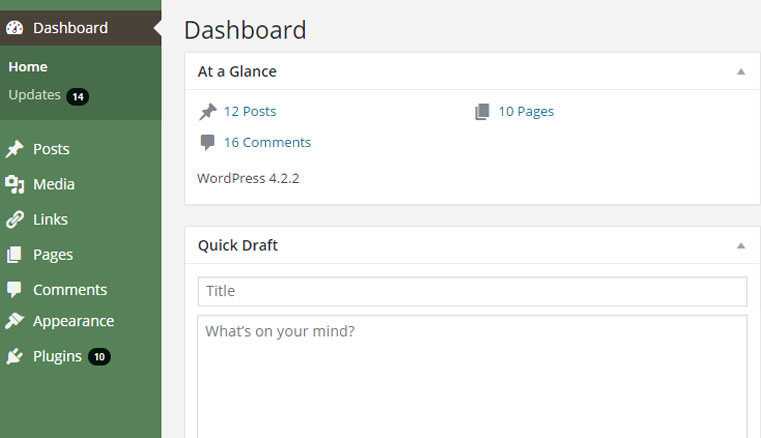 Dashboard
Home
Updates 14
Posts
Media
Links
Pages
Comments
Appearance
Plugins 10
Dashboard
At a Glance
12 Posts
10 Pages
16 Comments
WordPress 4.2.2
Quick Draft
Title
What's on your mind?